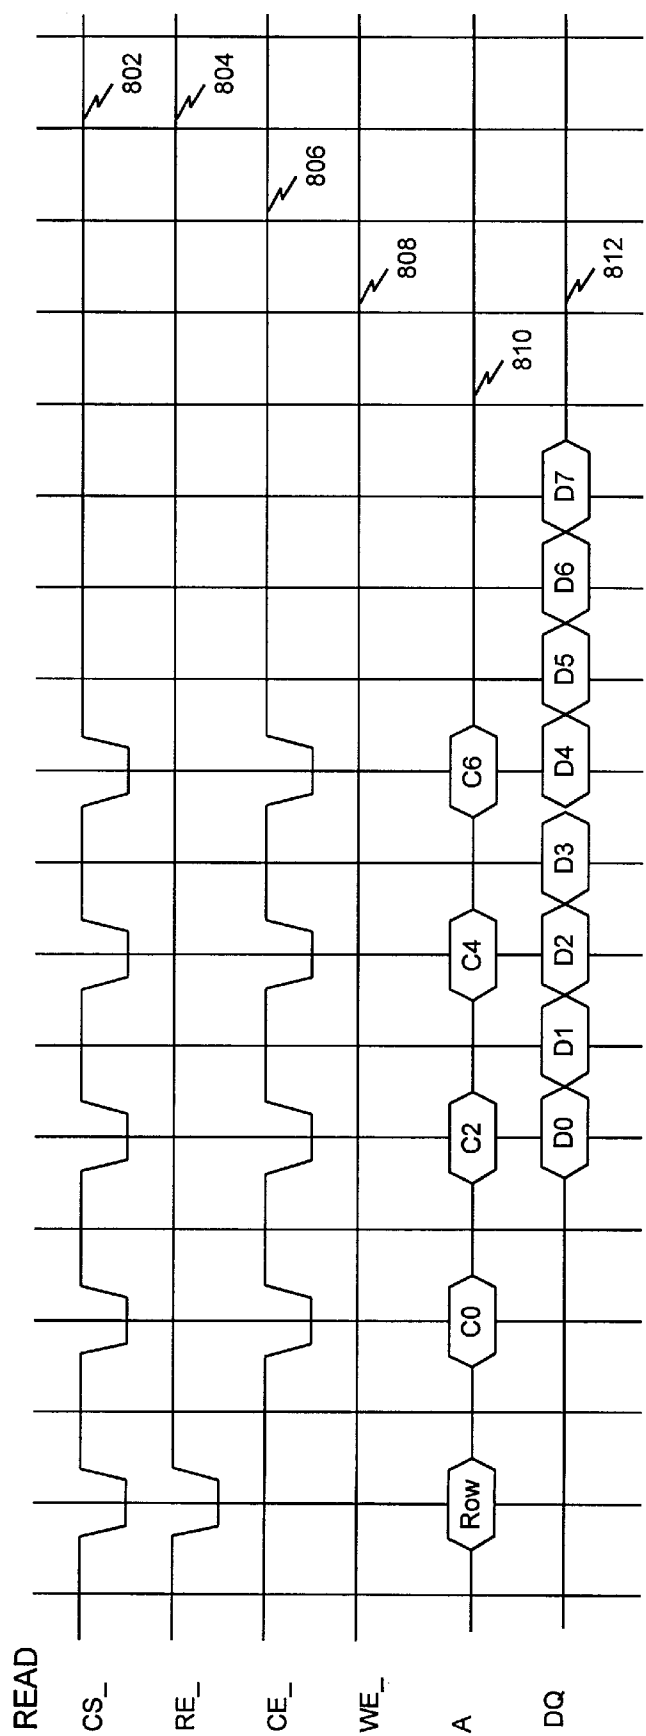 READ
CS_ 802
RE_ 804
CE_ 806
WE_ 808
A Row C0 C2 C4 C6 810
DQ D0 D1 D2 D3 D4 D5 D6 D7 812